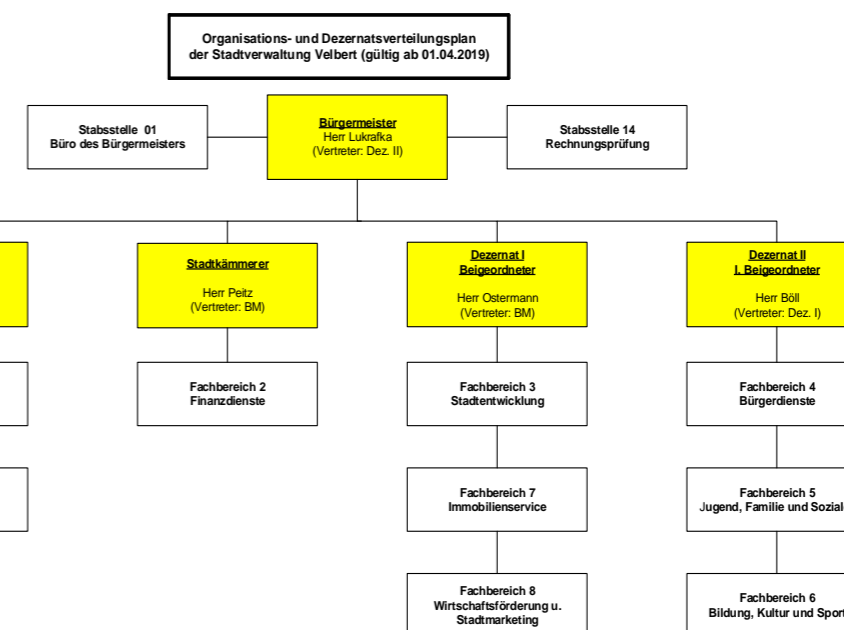 Organisations- und Dezernatsverteilungsplan
der Stadtverwaltung Velbert (gültig ab 01.04.2019)
Stabsstelle 01
Büro des Bürgermeisters
Bürgermeister
Herr Lukrafka
(Vertreter: Dez. II)
Stabsstelle 14
Rechnungsprüfung
Stadtkämmerer
Herr Peitz
(Vertreter: BM)
Dezernat I
Beigeordneter
Herr Ostermann
(Vertreter: BM)
Dezernat II
I. Beigeordneter
Herr Böll
(Vertreter: Dez. I)
Fachbereich 2
Finanzdienste
Fachbereich 3
Stadtentwicklung
Fachbereich 4
Bürgerdienste
Fachbereich 7
Immobilienservice
Fachbereich 5
Jugend, Familie und Soziale
Fachbereich 8
Wirtschaftsförderung u.
Stadtmarketing
Fachbereich 6
Bildung, Kultur und Sport